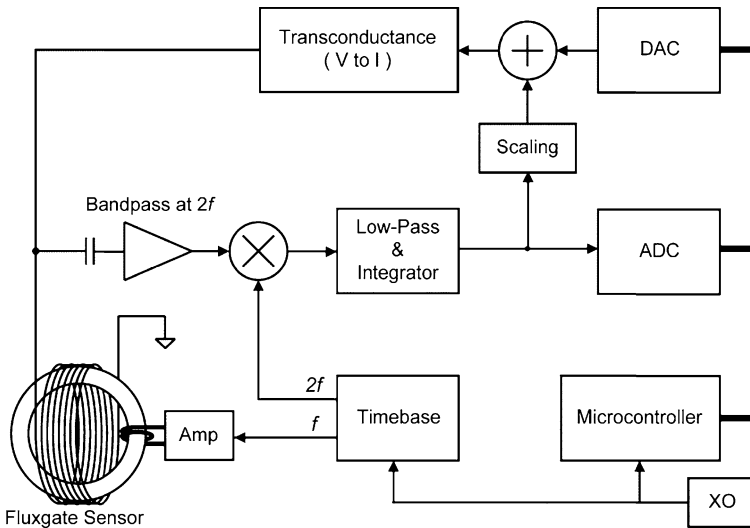 Transconductance
( V to I )
DAC
Scaling
Bandpass at 2f
Low-Pass
&
Integrator
ADC
2f
f
Timebase
Microcontroller
Amp
XO
Fluxgate Sensor